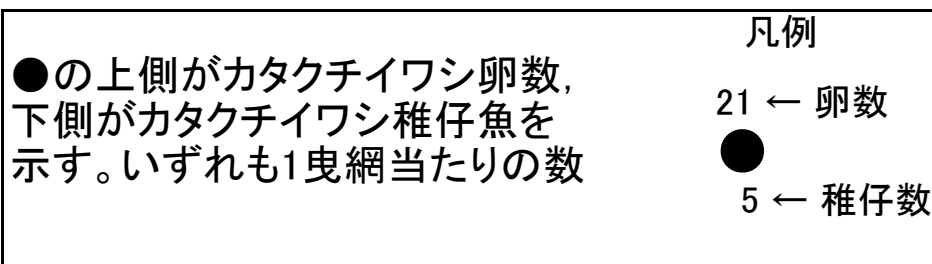 ●の上側がカタクチイワシ卵数,
下側がカタクチイワシ稚仔魚を
示す。いずれも1曳網当たりの数
凡例
21 ← 卵数
5 ← 稚仔数